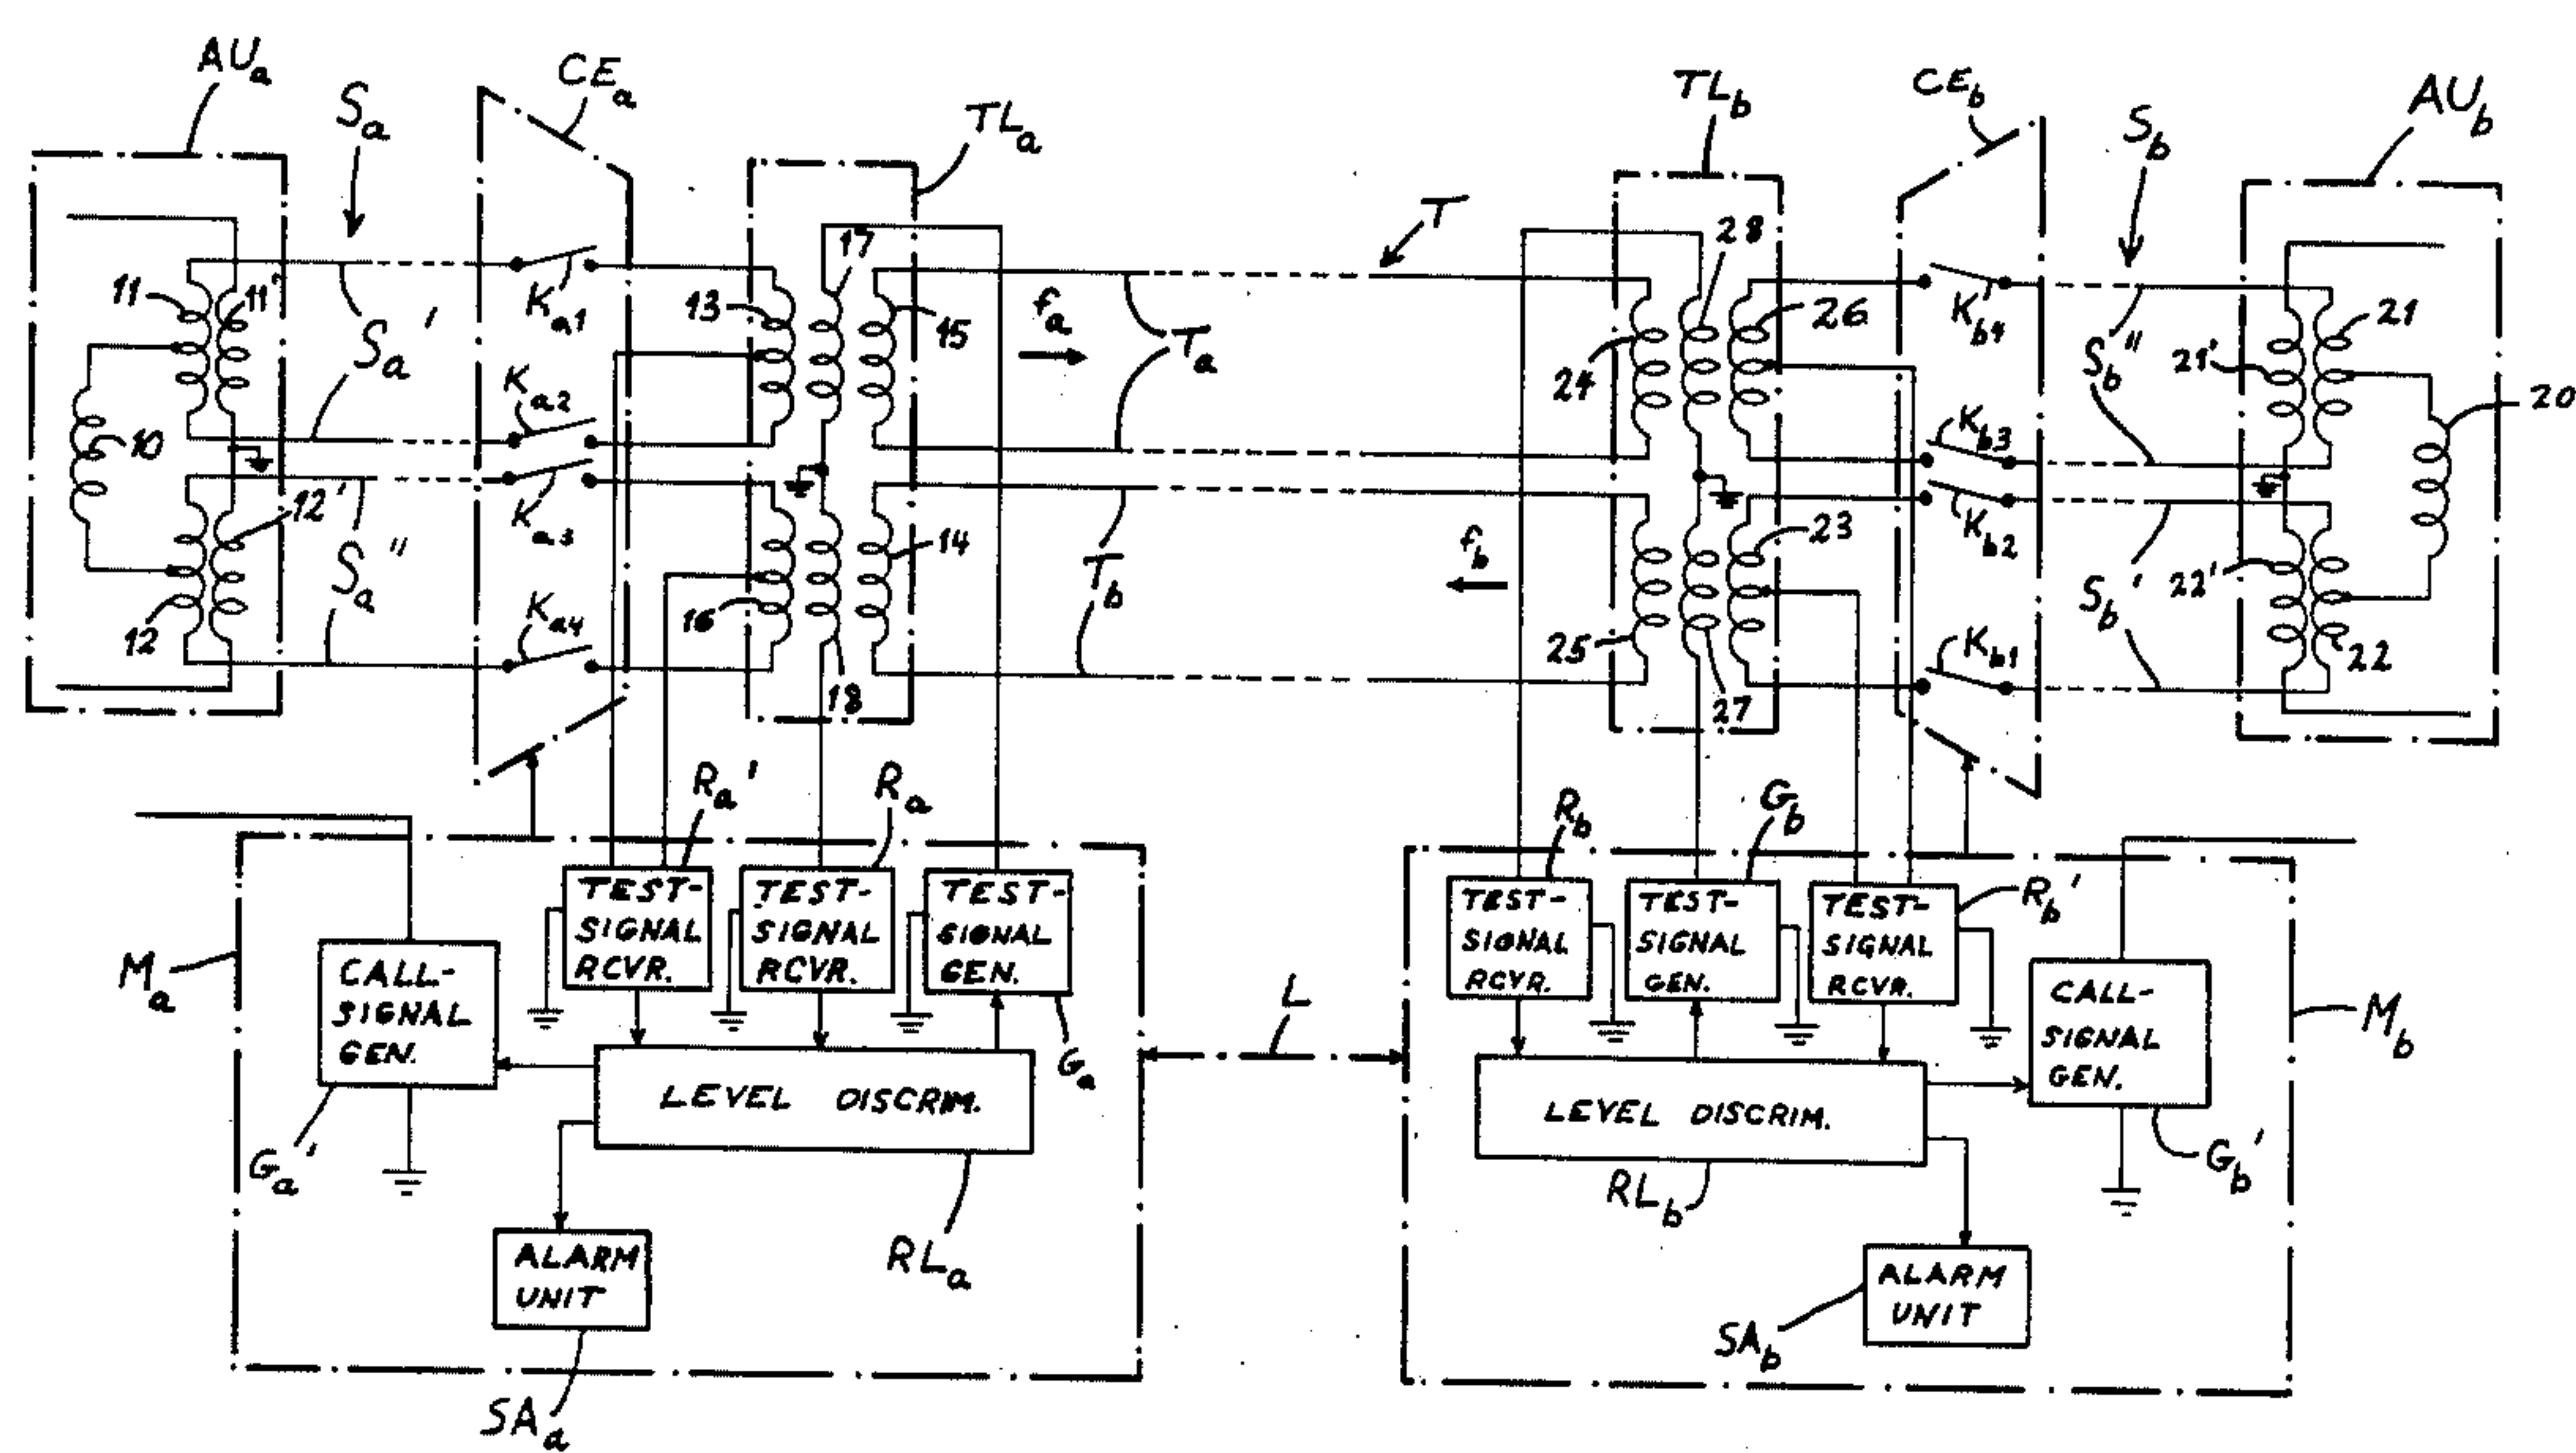 AUa
Sa
CEa
TLa
TLb
CEb
Sb
AUb
T
11
11'
Sa'
Ka1
13
17
15
fa
Ta
24
28
26
Kb4
Sb''
21'
21
10
Ka2
Ka3
Kb3
20
12'
12
Sa''
Ka4
16
18
14
Tb
fb
25
27
23
Kb2
Kb1
Sb'
22'
22
Ra'
Ra
Rb
Gb
Rb'
Ma
CALL-
SIGNAL
GEN.
TEST-
SIGNAL
RCVR.
TEST-
SIGNAL
RCVR.
TEST-
SIGNAL
GEN.
Ga
L
TEST-
SIGNAL
RCVR.
TEST-
SIGNAL
GEN.
TEST-
SIGNAL
RCVR.
CALL-
SIGNAL
GEN.
Mb
Ga'
LEVEL DISCRIM.
RLa
LEVEL DISCRIM.
RLb
Gb'
ALARM
UNIT
SAa
ALARM
UNIT
SAb